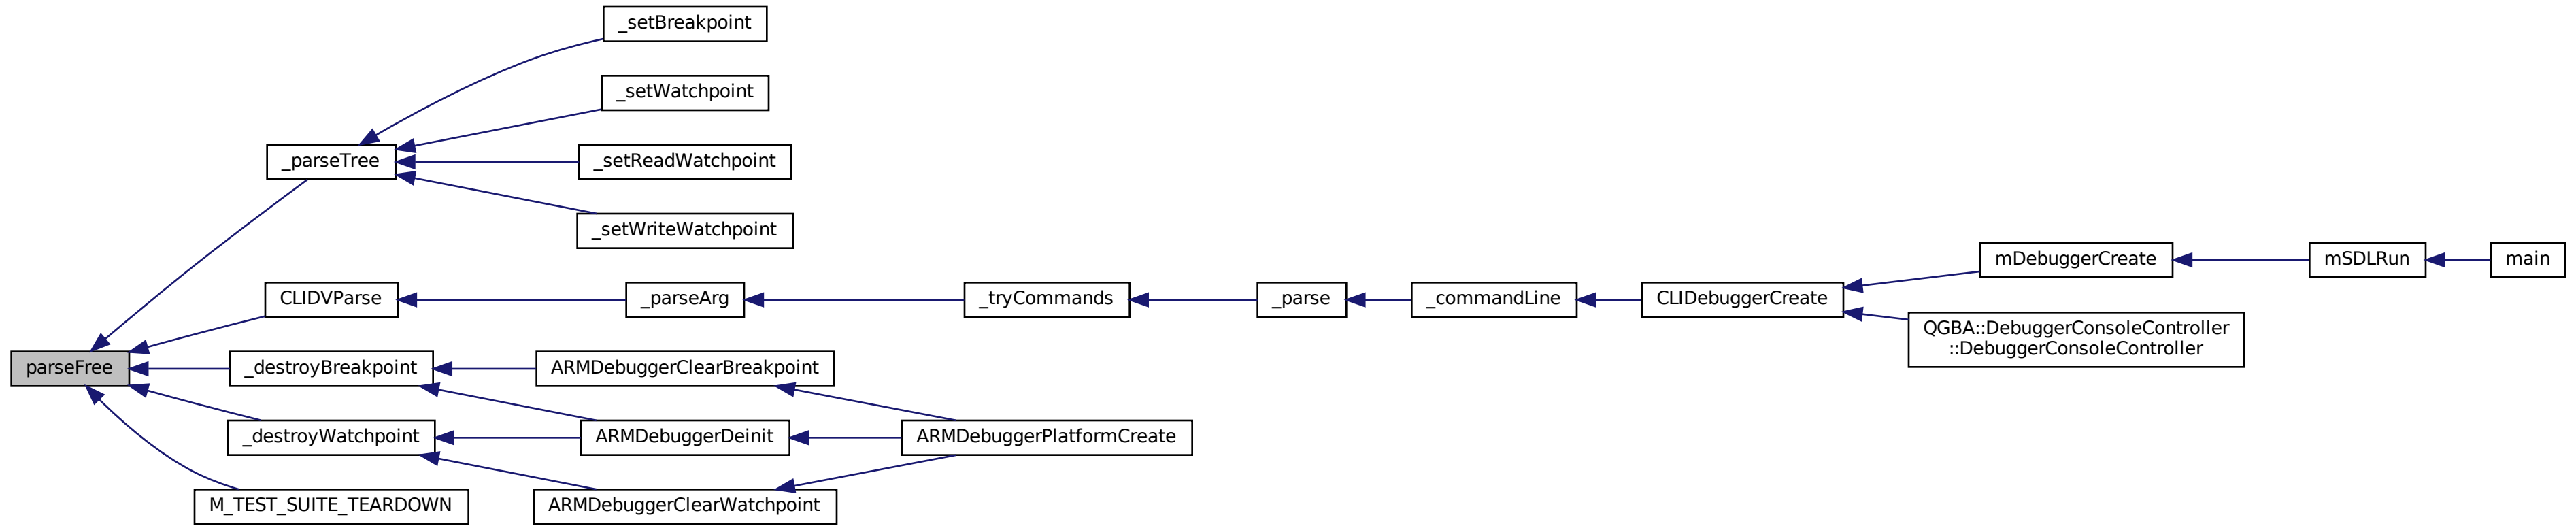 _setBreakpoint
_setWatchpoint
_parseTree
_setReadWatchpoint
_setWriteWatchpoint
mDebuggerCreate
mSDLRun
main
CLIDVParse
_parseArg
_tryCommands
_parse
_commandLine
CLIDebuggerCreate
QGBA::DebuggerConsoleController
::DebuggerConsoleController
parseFree
_destroyBreakpoint
ARMDebuggerClearBreakpoint
_destroyWatchpoint
ARMDebuggerDeinit
ARMDebuggerPlatformCreate
M_TEST_SUITE_TEARDOWN
ARMDebuggerClearWatchpoint